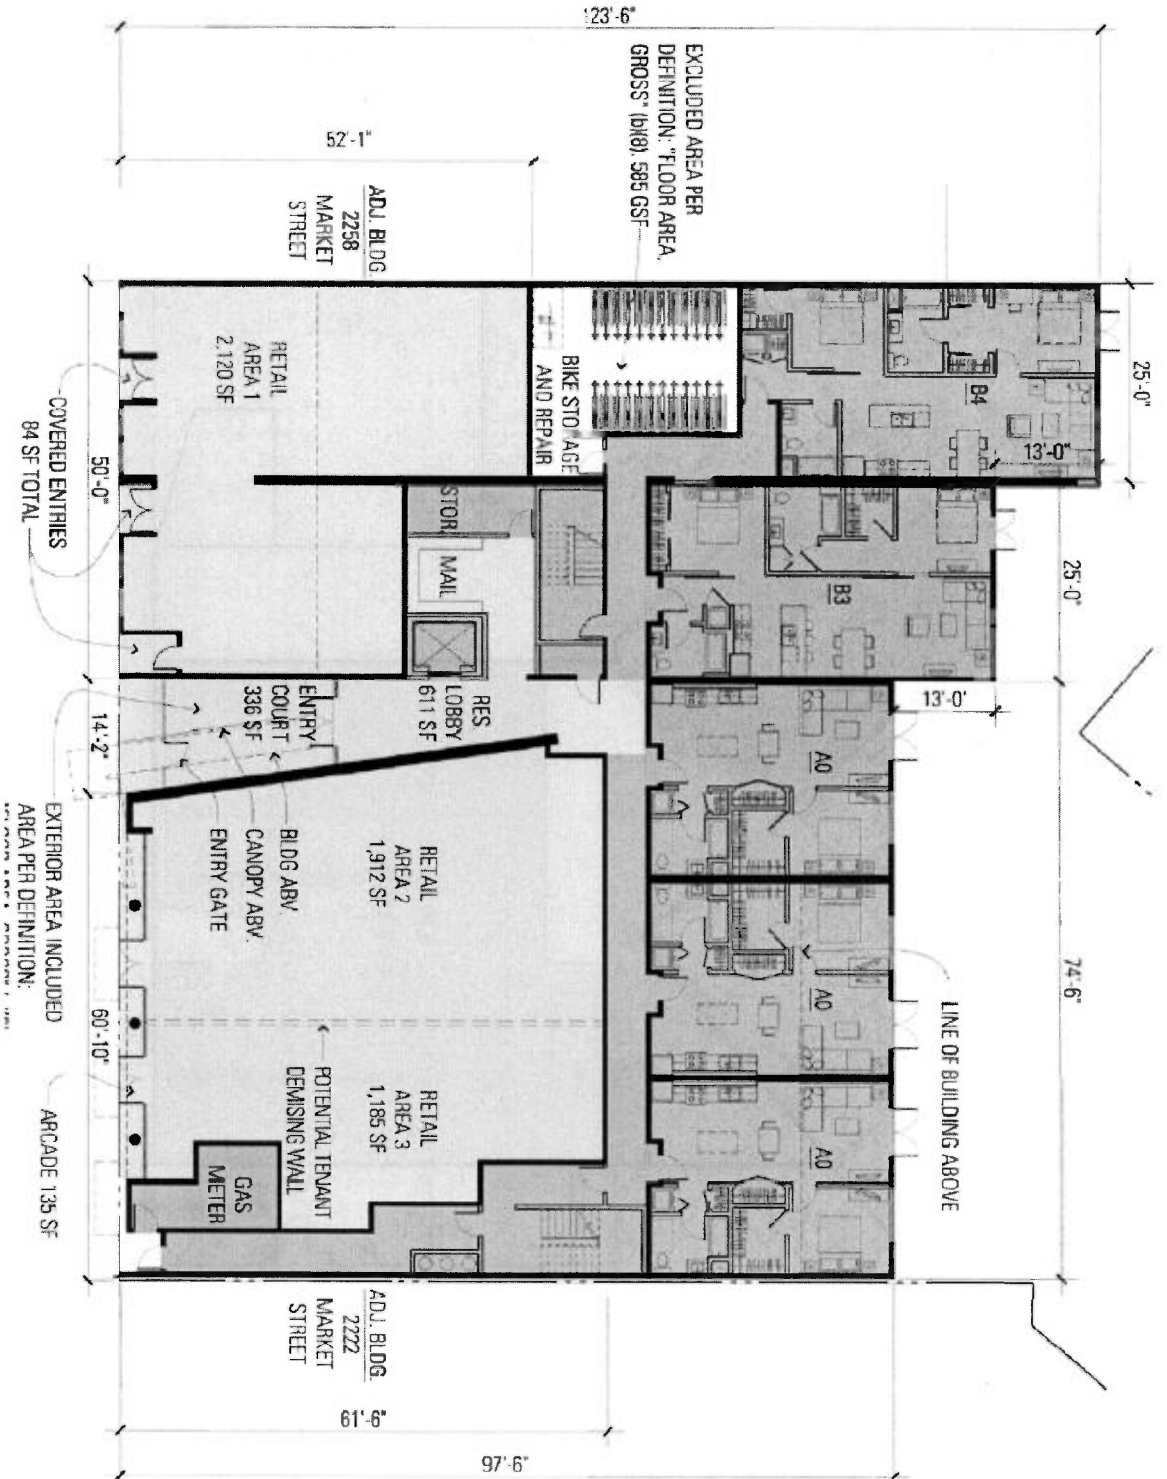 123'-6"
EXCLUDED AREA PER
DEFINITION: "FLOOR AREA,
GROSS" (b)(8). 585 GSF
52'-1"
ADJ. BLDG.
2258
MARKET
STREET
25'-0"
B4
13'-0"
BIKE STORAGE
AND REPAIR
RETAIL
AREA 1
2,120 SF
COVERED ENTRIES
84 SF TOTAL
50'-0"
25'-0"
B3
STOR.
MAIL
13'-0"
RES
LOBBY
611 SF
ENTRY
COURT
336 SF
14'-2"
A0
BLDG ABV.
CANOPY ABV.
ENTRY GATE
EXTERIOR AREA INCLUDED
AREA PER DEFINITION:
RETAIL
AREA 2
1,912 SF
74'-6"
A0
LINE OF BUILDING ABOVE
60'-10"
POTENTIAL TENANT
DEMISING WALL
RETAIL
AREA 3
1,185 SF
A0
GAS
METER
ARCADE 135 SF
ADJ. BLDG.
2222
MARKET
STREET
61'-6"
97'-6"